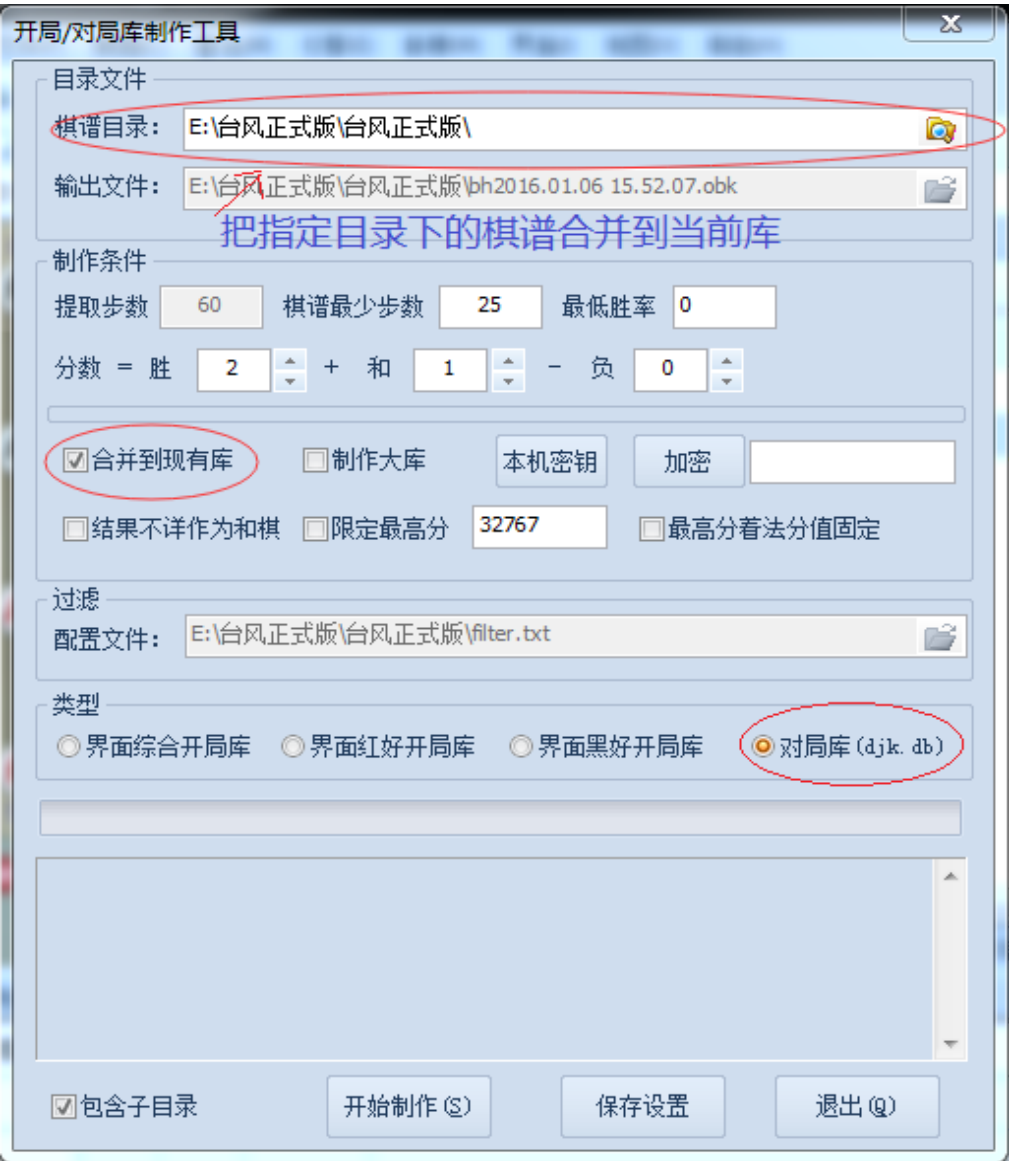 开局/对局库制作工具
目录文件
棋谱目录： E:\台风正式版\台风正式版\
输出文件： E:\台风正式版\台风正式版\bh2016.01.06 15.52.07.obk
把指定目录下的棋谱合并到当前库
制作条件
提取步数 60 棋谱最少步数 25 最低胜率 0
分数 = 胜 2 + 和 1 - 负 0
合并到现有库 制作大库 本机密钥 加密
结果不详作为和棋 限定最高分 32767 最高分着法分值固定
过滤
配置文件： E:\台风正式版\台风正式版\filter.txt
类型
界面综合开局库 界面红好开局库 界面黑好开局库 对局库(djk.db)
包含子目录 开始制作(S) 保存设置 退出(Q)